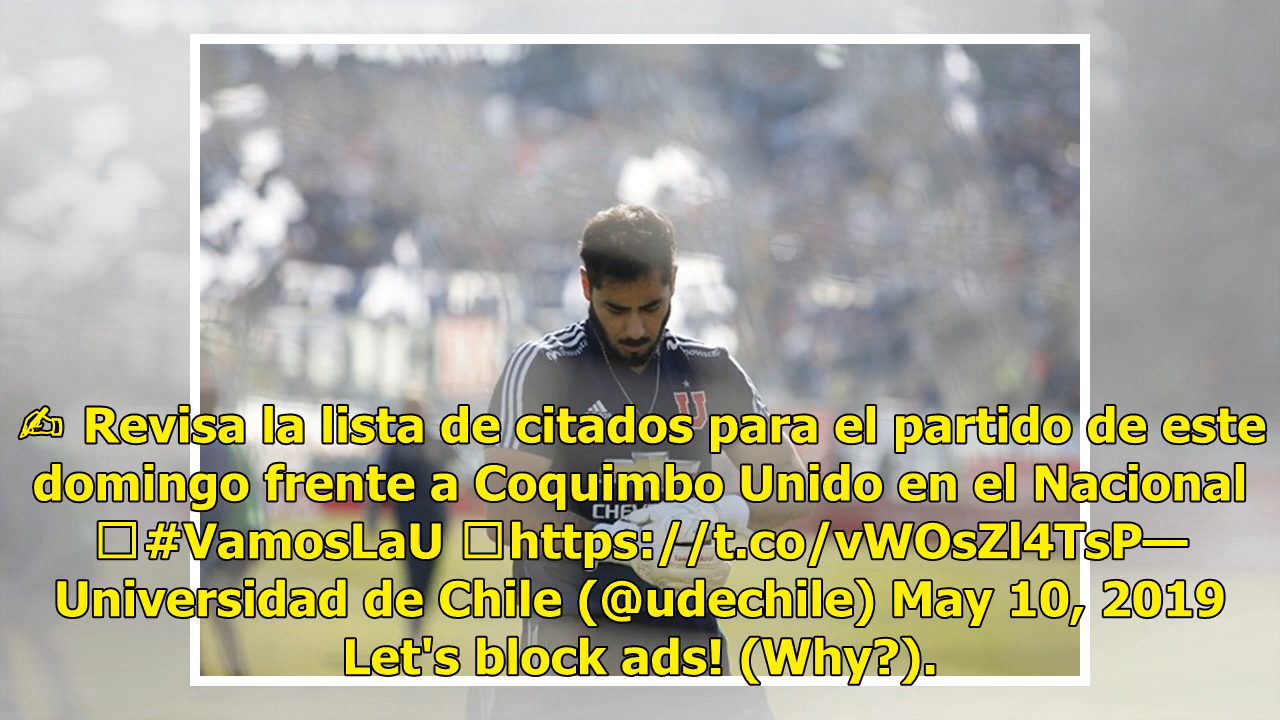 ✍ Revisa la lista de citados para el partido de este
domingo frente a Coquimbo Unido en el Nacional
□#VamosLaU □https://t.co/vWOsZl4TsP—
Universidad de Chile (@udechile) May 10, 2019
Let's block ads! (Why?).
movistar
U